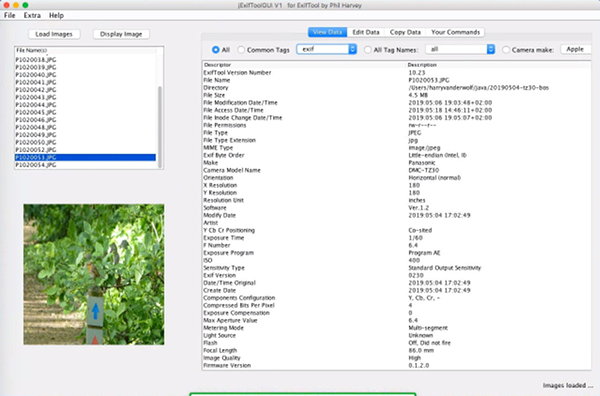 jExifToolGUI V1 for ExifTool by Phil Harvey
File Extra Help
Load Images Display Image
View Data Edit Data Copy Data Your Commands
All Common Tags exif All Tag Names: all Camera make: Apple
File Name(s)
P1020038.JPG
P1020039.JPG
P1020040.JPG
P1020041.JPG
P1020042.JPG
P1020043.JPG
P1020044.JPG
P1020045.JPG
P1020046.JPG
P1020048.JPG
P1020049.JPG
P1020050.JPG
P1020052.JPG
P1020053.JPG
P1020054.JPG
Descriptor Description
ExifTool Version Number 10.23
File Name P1020053.JPG
Directory /Users/harryvanderwolf/java/20190504-tz30-bos
File Size 4.5 MB
File Modification Date/Time 2019:05:06 19:03:48+02:00
File Access Date/Time 2019:05:18 14:46:11+02:00
File Inode Change Date/Time 2019:05:06 19:05:07+02:00
File Permissions rw-r--r--
File Type JPEG
File Type Extension jpg
MIME Type image/jpeg
Exif Byte Order Little-endian (Intel, II)
Make Panasonic
Camera Model Name DMC-TZ30
Orientation Horizontal (normal)
X Resolution 180
Y Resolution 180
Resolution Unit inches
Software Ver.1.2
Modify Date 2019:05:04 17:02:49
Artist
Y Cb Cr Positioning Co-sited
Exposure Time 1/60
F Number 6.4
Exposure Program Program AE
ISO 400
Sensitivity Type Standard Output Sensitivity
Exif Version 0230
Date/Time Original 2019:05:04 17:02:49
Create Date 2019:05:04 17:02:49
Components Configuration Y, Cb, Cr, -
Compressed Bits Per Pixel 4
Exposure Compensation 0
Max Aperture Value 6.4
Metering Mode Multi-segment
Light Source Unknown
Flash Off, Did not fire
Focal Length 86.0 mm
Image Quality High
Firmware Version 0.1.2.0
Images loaded ...